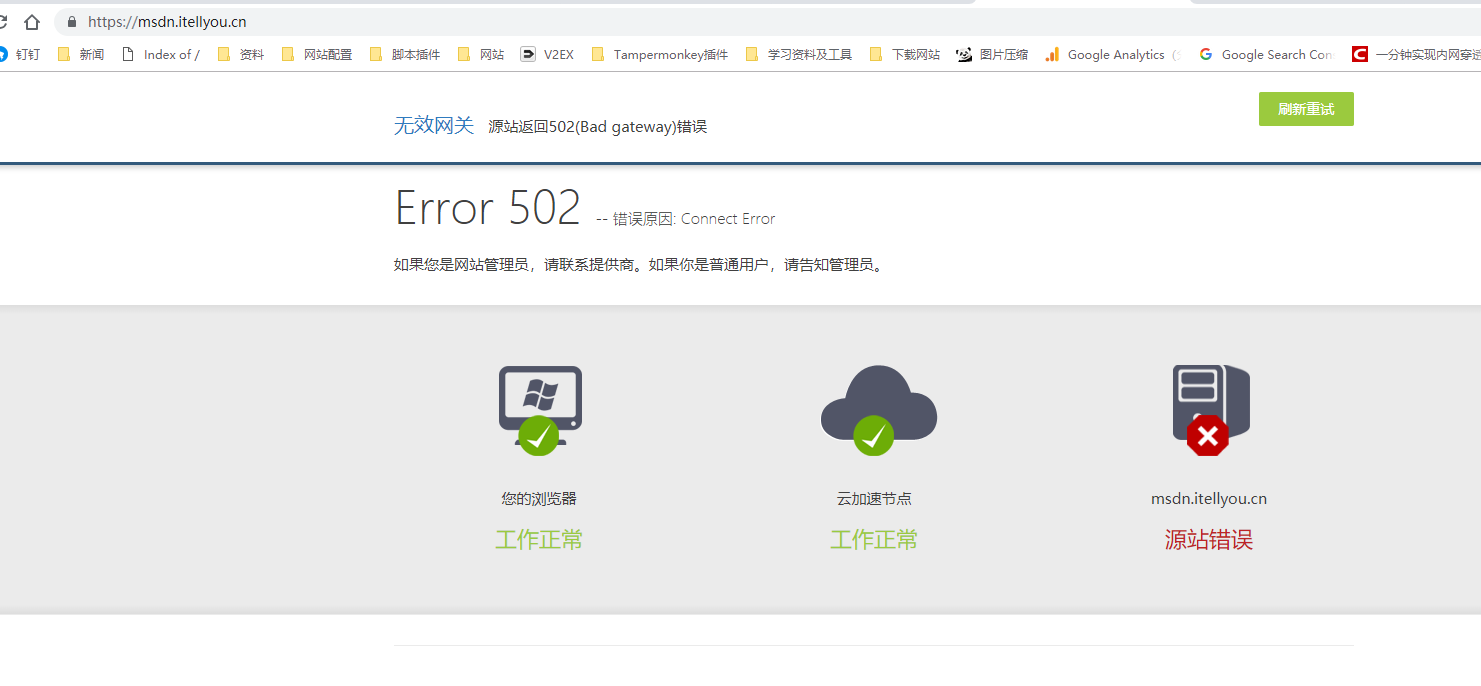 https://msdn.itellyou.cn
钉钉 新闻 Index of / 资料 网站配置 脚本插件 网站 V2EX Tampermonkey插件 学习资料及工具 下载网站 图片压缩 Google Analytics Google Search Con 一分钟实现内网穿
无效网关 源站返回502(Bad gateway)错误
刷新重试
Error 502 -- 错误原因: Connect Error
如果您是网站管理员，请联系提供商。如果你是普通用户，请告知管理员。
您的浏览器 云加速节点 msdn.itellyou.cn
工作正常 工作正常 源站错误